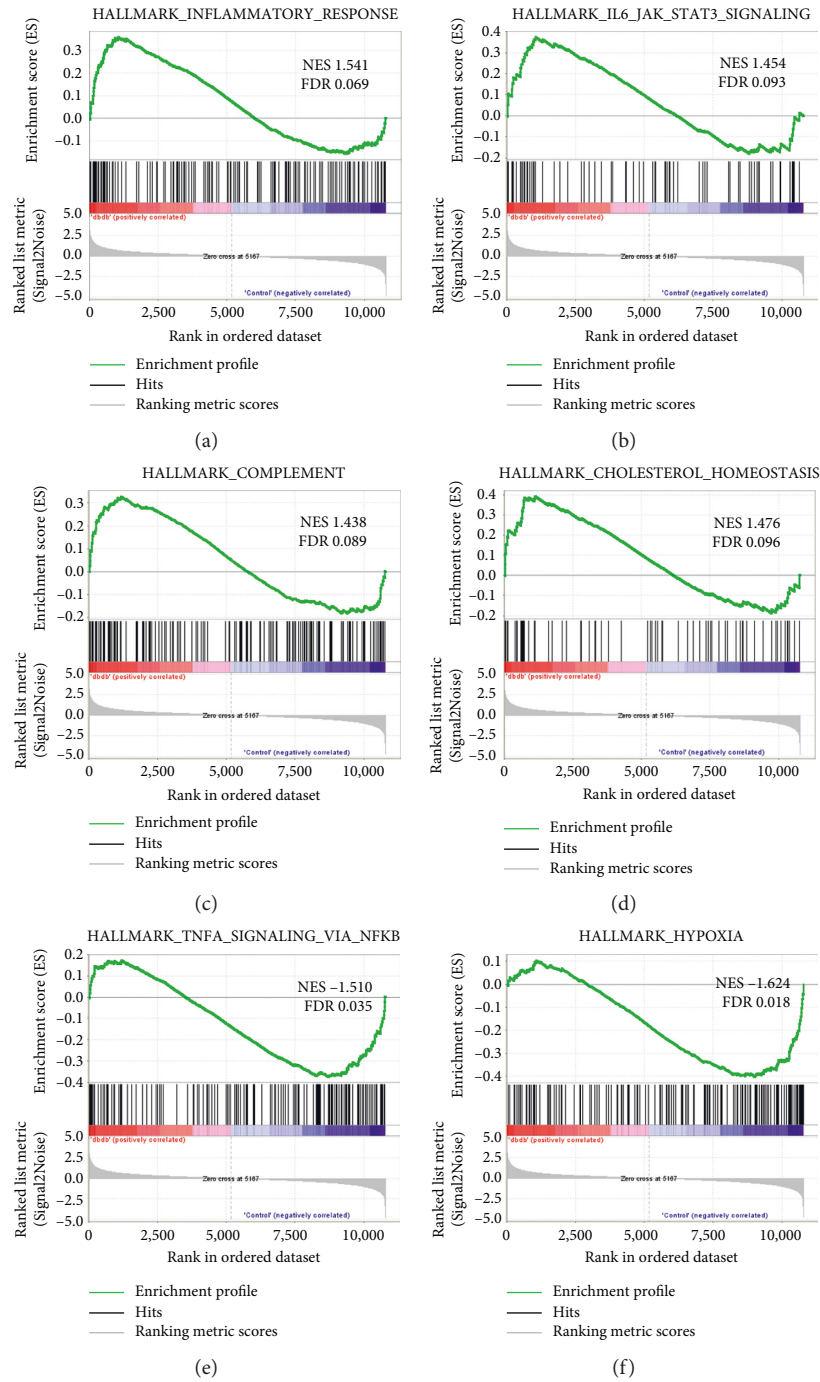 HALLMARK_INFLAMMATORY_RESPONSE
Enrichment score (ES)
0.3
0.2
0.1
0.0
−0.1
NES 1.541
FDR 0.069
Ranked list metric
(Signal2Noise)
5.0
2.5
0.0
−2.5
−5.0
'dbdb' (positively correlated)
Zero cross at 5167
'Control' (negatively correlated)
0 2,500 5,000 7,500 10,000
Rank in ordered dataset
Enrichment profile
Hits
Ranking metric scores
(a)
HALLMARK_IL6_JAK_STAT3_SIGNALING
Enrichment score (ES)
0.4
0.3
0.2
0.1
0.0
−0.1
−0.2
NES 1.454
FDR 0.093
Ranked list metric
(Signal2Noise)
5.0
2.5
0.0
−2.5
−5.0
'dbdb' (positively correlated)
Zero cross at 5167
'Control' (negatively correlated)
0 2,500 5,000 7,500 10,000
Rank in ordered dataset
Enrichment profile
Hits
Ranking metric scores
(b)
HALLMARK_COMPLEMENT
Enrichment score (ES)
0.3
0.2
0.1
0.0
−0.1
−0.2
NES 1.438
FDR 0.089
Ranked list metric
(Signal2Noise)
5.0
2.5
0.0
−2.5
−5.0
'dbdb' (positively correlated)
Zero cross at 5167
'Control' (negatively correlated)
0 2,500 5,000 7,500 10,000
Rank in ordered dataset
Enrichment profile
Hits
Ranking metric scores
(c)
HALLMARK_CHOLESTEROL_HOMEOSTASIS
Enrichment score (ES)
0.4
0.3
0.2
0.1
0.0
−0.1
−0.2
NES 1.476
FDR 0.096
Ranked list metric
(Signal2Noise)
5.0
2.5
0.0
−2.5
−5.0
'dbdb' (positively correlated)
Zero cross at 5167
'Control' (negatively correlated)
0 2,500 5,000 7,500 10,000
Rank in ordered dataset
Enrichment profile
Hits
Ranking metric scores
(d)
HALLMARK_TNFA_SIGNALING_VIA_NFKB
Enrichment score (ES)
0.2
0.1
0.0
−0.1
−0.2
−0.3
−0.4
NES −1.510
FDR 0.035
Ranked list metric
(Signal2Noise)
5.0
2.5
0.0
−2.5
−5.0
'dbdb' (positively correlated)
Zero cross at 5167
'Control' (negatively correlated)
0 2,500 5,000 7,500 10,000
Rank in ordered dataset
Enrichment profile
Hits
Ranking metric scores
(e)
HALLMARK_HYPOXIA
Enrichment score (ES)
0.1
0.0
−0.1
−0.2
−0.3
−0.4
NES −1.624
FDR 0.018
Ranked list metric
(Signal2Noise)
5.0
2.5
0.0
−2.5
−5.0
'dbdb' (positively correlated)
Zero cross at 5167
'Control' (negatively correlated)
0 2,500 5,000 7,500 10,000
Rank in ordered dataset
Enrichment profile
Hits
Ranking metric scores
(f)